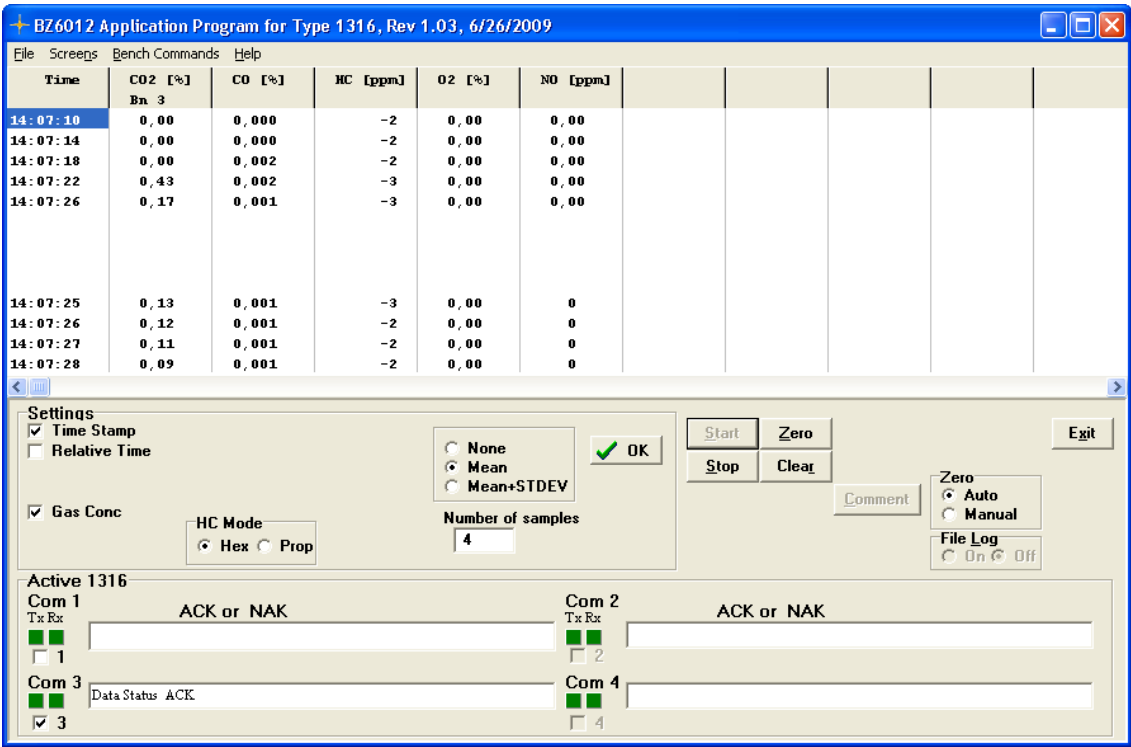 BZ6012 Application Program for Type 1316, Rev 1.03, 6/26/2009
File Screens Bench Commands Help
Time CO2 [%] CO [%] HC [ppm] O2 [%] NO [ppm]
Bn 3
14:07:10 0,00 0,000 -2 0,00 0,00
14:07:14 0,00 0,000 -2 0,00 0,00
14:07:18 0,00 0,002 -2 0,00 0,00
14:07:22 0,43 0,002 -3 0,00 0,00
14:07:26 0,17 0,001 -3 0,00 0,00
14:07:25 0,13 0,001 -3 0,00 0
14:07:26 0,12 0,001 -2 0,00 0
14:07:27 0,11 0,001 -2 0,00 0
14:07:28 0,09 0,001 -2 0,00 0
Settings
Time Stamp
Relative Time
Gas Conc
HC Mode
Hex Prop
None
Mean
Mean+STDEV
OK
Number of samples
4
Start Zero
Stop Clear
Comment
Exit
Zero
Auto
Manual
File Log
On Off
Active 1316
Com 1
Tx Rx
ACK or NAK
1
Com 2
Tx Rx
ACK or NAK
2
Com 3
Data Status ACK
3
Com 4
4